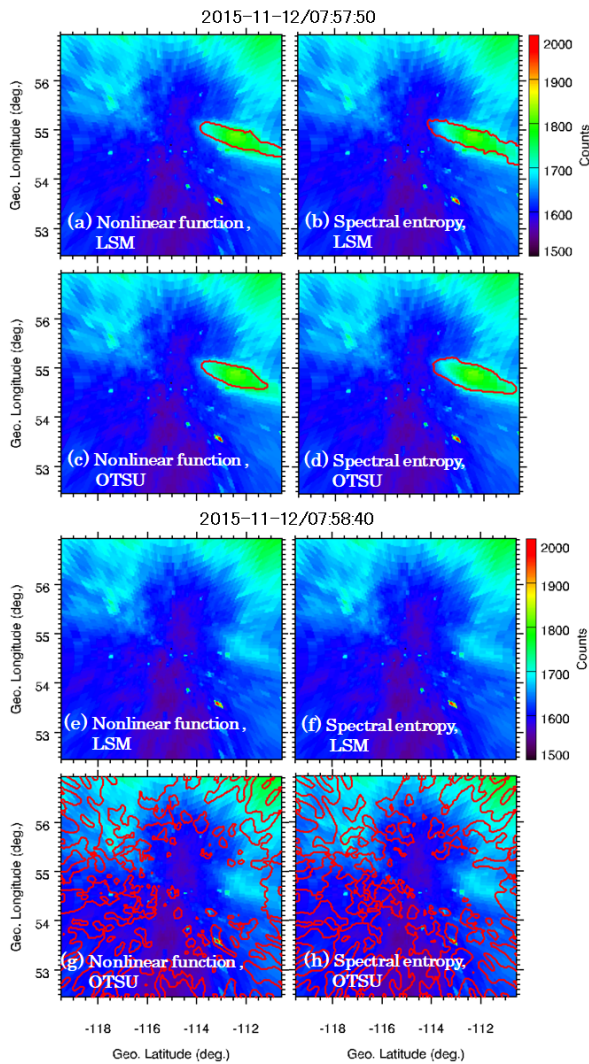 2015-11-12/07:57:50
56
55
54
53
Geo. Longitude (deg.)
(a) Nonlinear function,
LSM
(b) Spectral entropy,
LSM
2000
1900
1800
1700
1600
1500
Counts
56
55
54
53
Geo. Longitude (deg.)
(c) Nonlinear function,
OTSU
(d) Spectral entropy,
OTSU
2015-11-12/07:58:40
56
55
54
53
Geo. Longitude (deg.)
(e) Nonlinear function,
LSM
(f) Spectral entropy,
LSM
2000
1900
1800
1700
1600
1500
Counts
56
55
54
53
Geo. Longitude (deg.)
(g) Nonlinear function,
OTSU
(h) Spectral entropy,
OTSU
-118 -116 -114 -112 -118 -116 -114 -112
Geo. Latitude (deg.) Geo. Latitude (deg.)